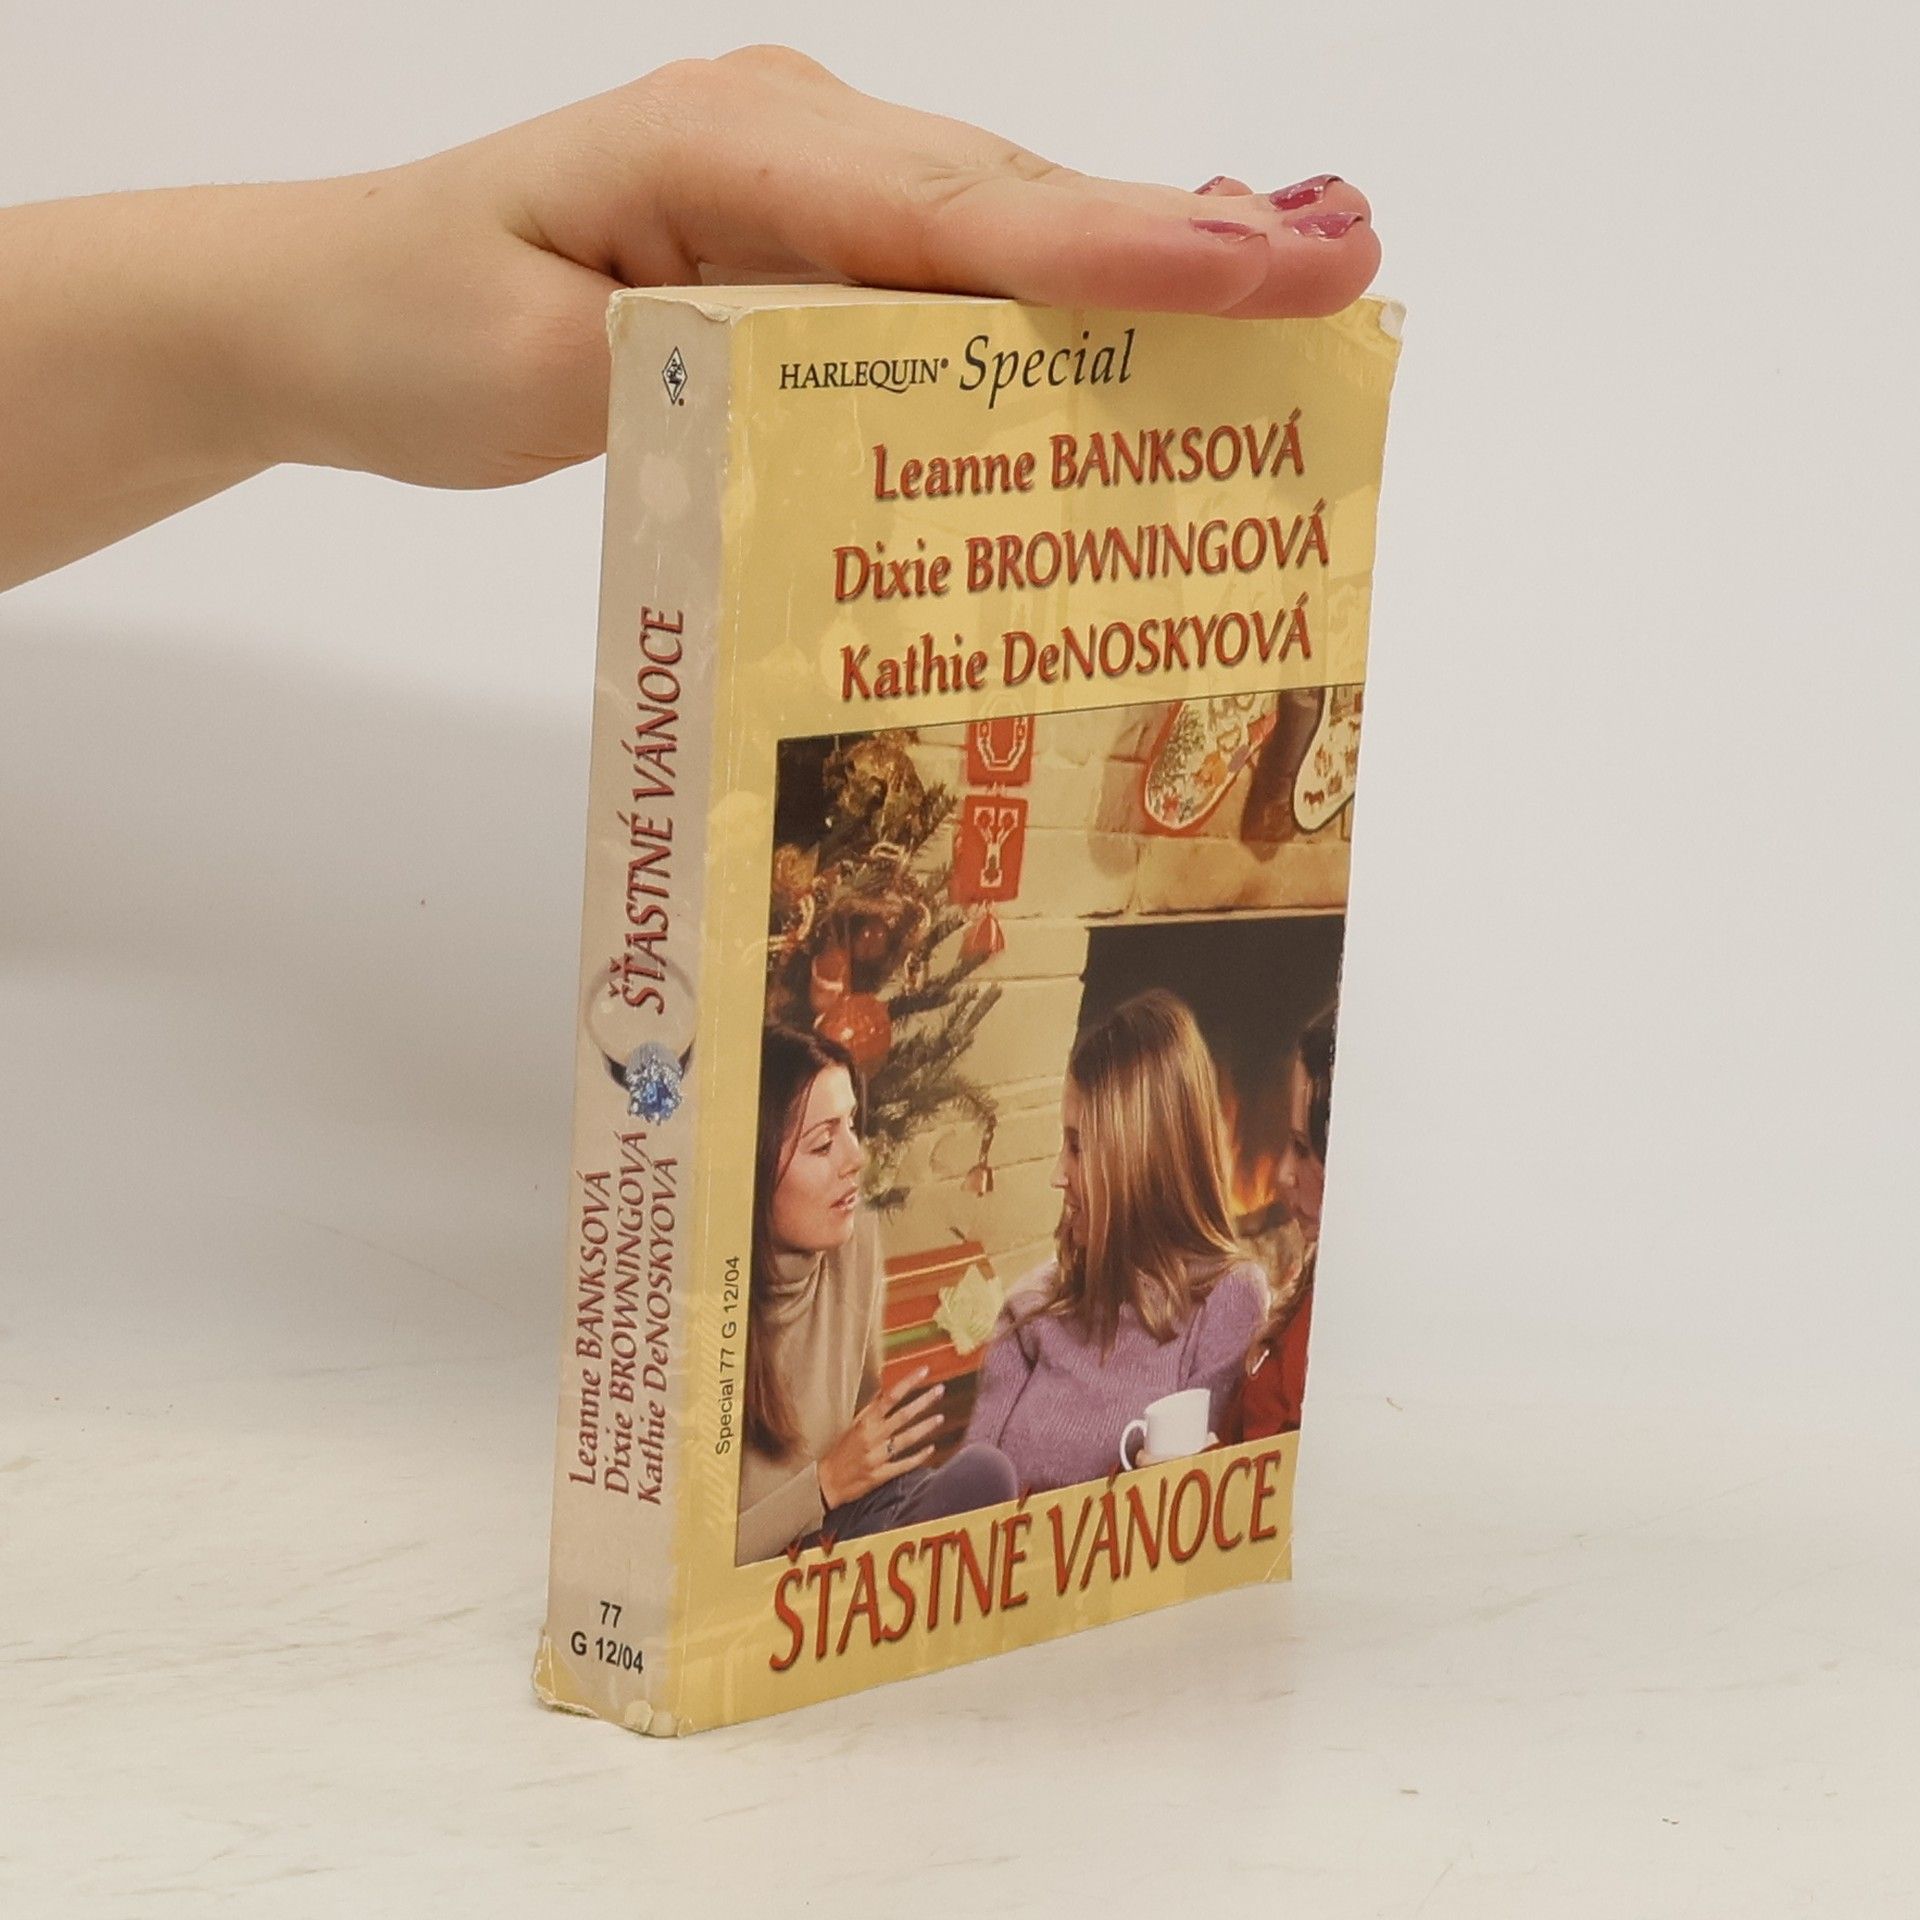 HARLEQUIN® Special
Leanne BANKSOVÁ
Dixie BROWNINGOVÁ
Kathie DeNOSKYOVÁ
ŠŤASTNÉ VÁNOCE
Special 77 G 12/04
ŠŤASTNÉ VÁNOCE
Leanne BANKSOVÁ
Dixie BROWNINGOVÁ
Kathie DeNOSKYOVÁ
77
G 12/04